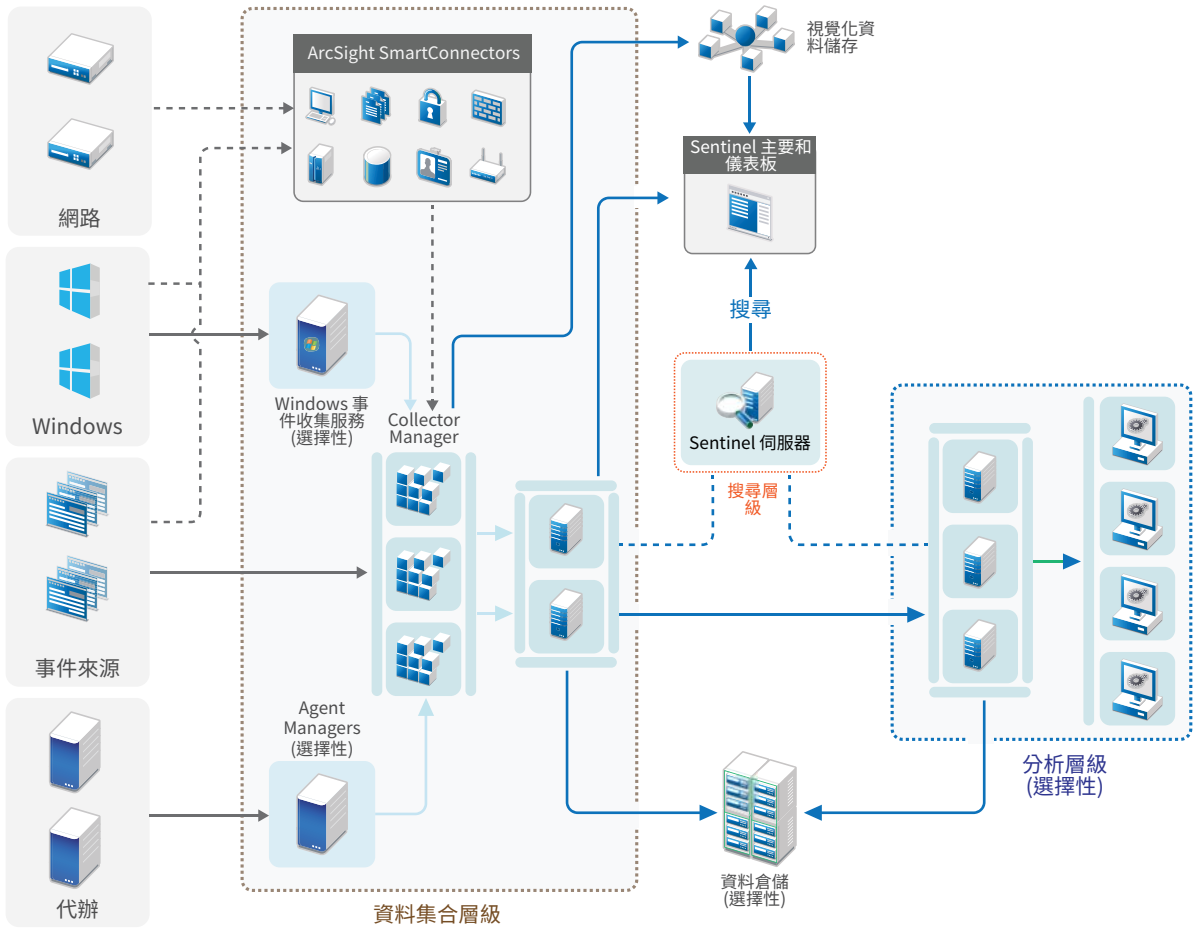 ArcSight SmartConnectors
視覺化資
料儲存
Sentinel 主要和
儀表板
網路
搜尋
Windows
Windows 事
件收集服務
(選擇性)
Collector
Manager
Sentinel 伺服器
搜尋層
級
事件來源
Agent
Managers
(選擇性)
分析層級
(選擇性)
資料倉儲
(選擇性)
代辦
資料集合層級